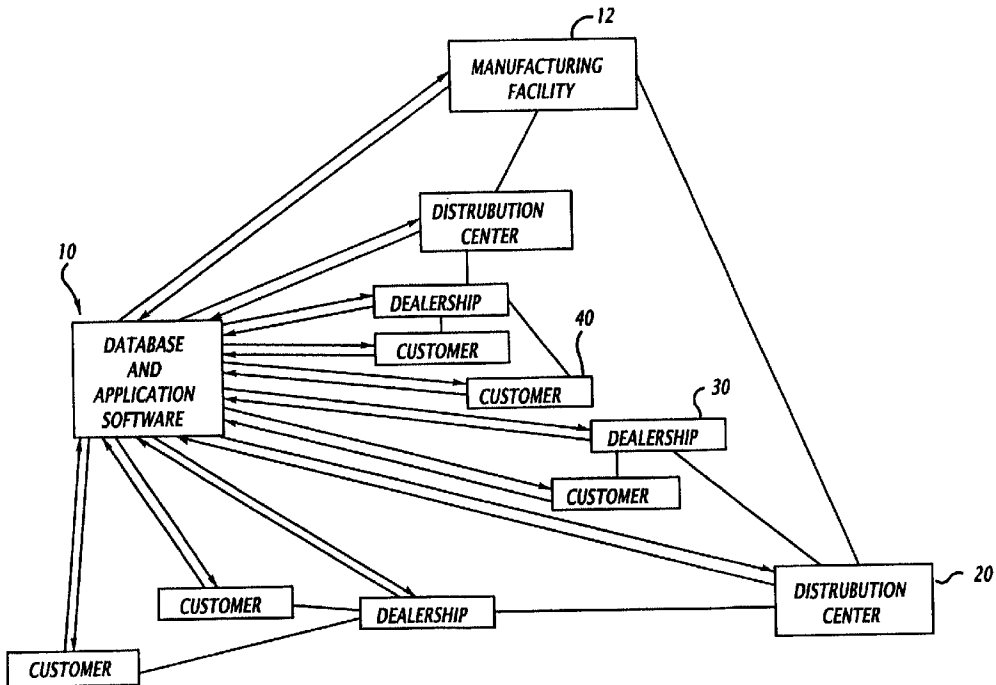 12
MANUFACTURING
FACILITY
DISTRUBUTION
CENTER
10
DEALERSHIP
DATABASE
AND
APPLICATION
SOFTWARE
CUSTOMER
40
CUSTOMER
30
DEALERSHIP
CUSTOMER
DISTRUBUTION
CENTER
20
CUSTOMER
DEALERSHIP
CUSTOMER